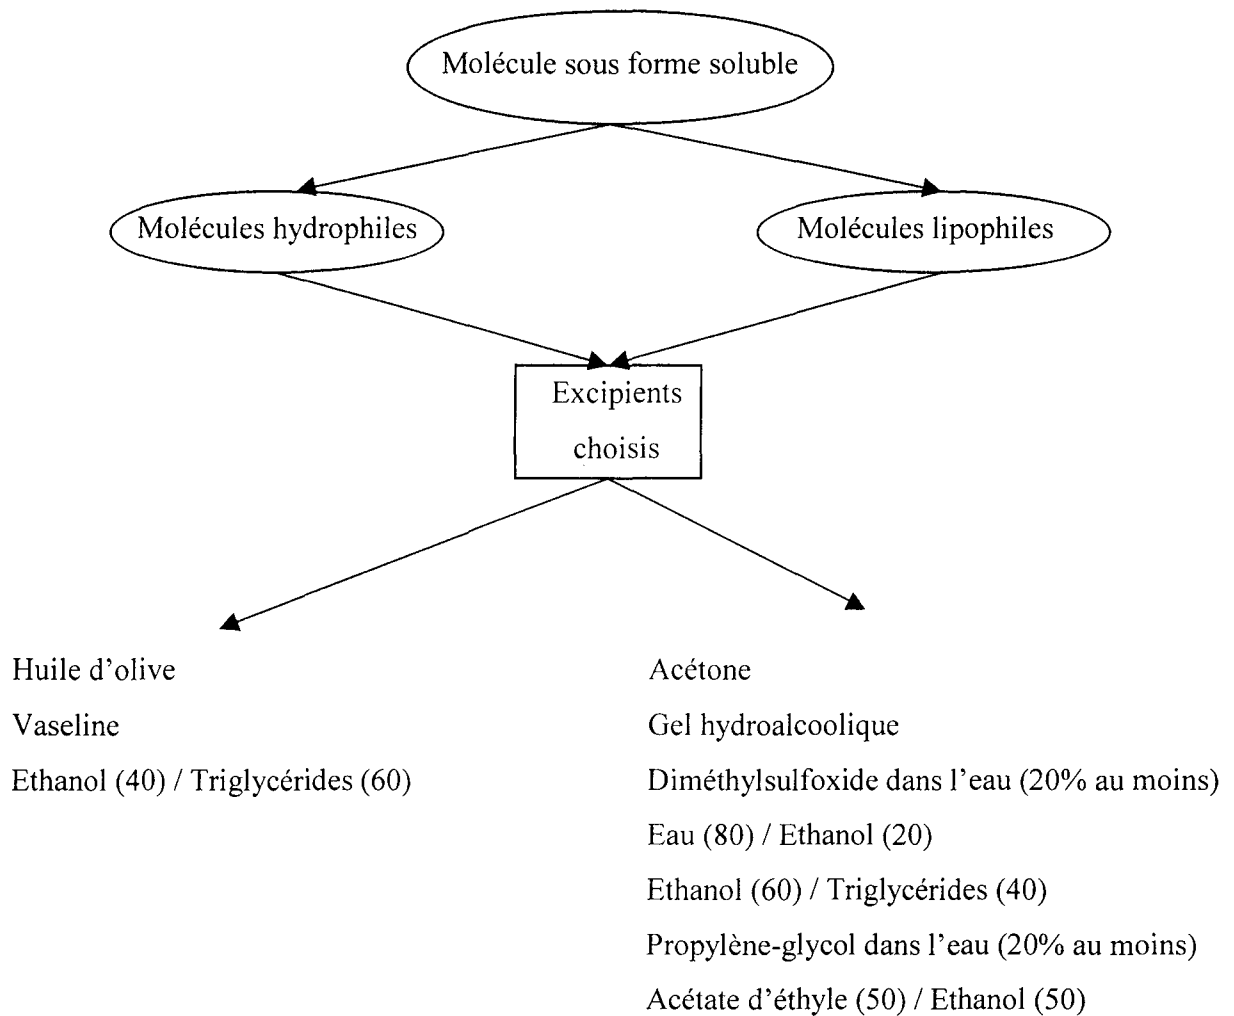 Molécule sous forme soluble
Molécules hydrophiles
Molécules lipophiles
Excipients
choisis
Huile d'olive
Vaseline
Ethanol (40) / Triglycérides (60)
Acétone
Gel hydroalcoolique
Diméthylsulfoxide dans l'eau (20% au moins)
Eau (80) / Ethanol (20)
Ethanol (60) / Triglycérides (40)
Propylène-glycol dans l'eau (20% au moins)
Acétate d'éthyle (50) / Ethanol (50)